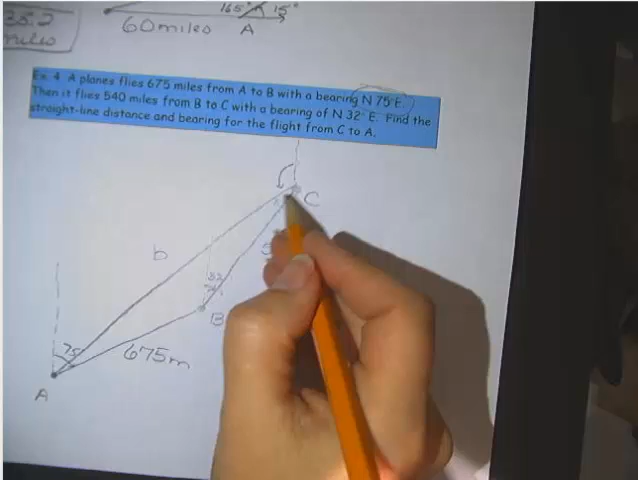 35.2
miles
165° 15°
60miles A
Ex. 4 A planes flies 675 miles from A to B with a bearing N 75°E.
Then it flies 540 miles from B to C with a bearing of N 32° E. Find the
straight-line distance and bearing for the flight from C to A.
C
b
32
B
75
675m
A